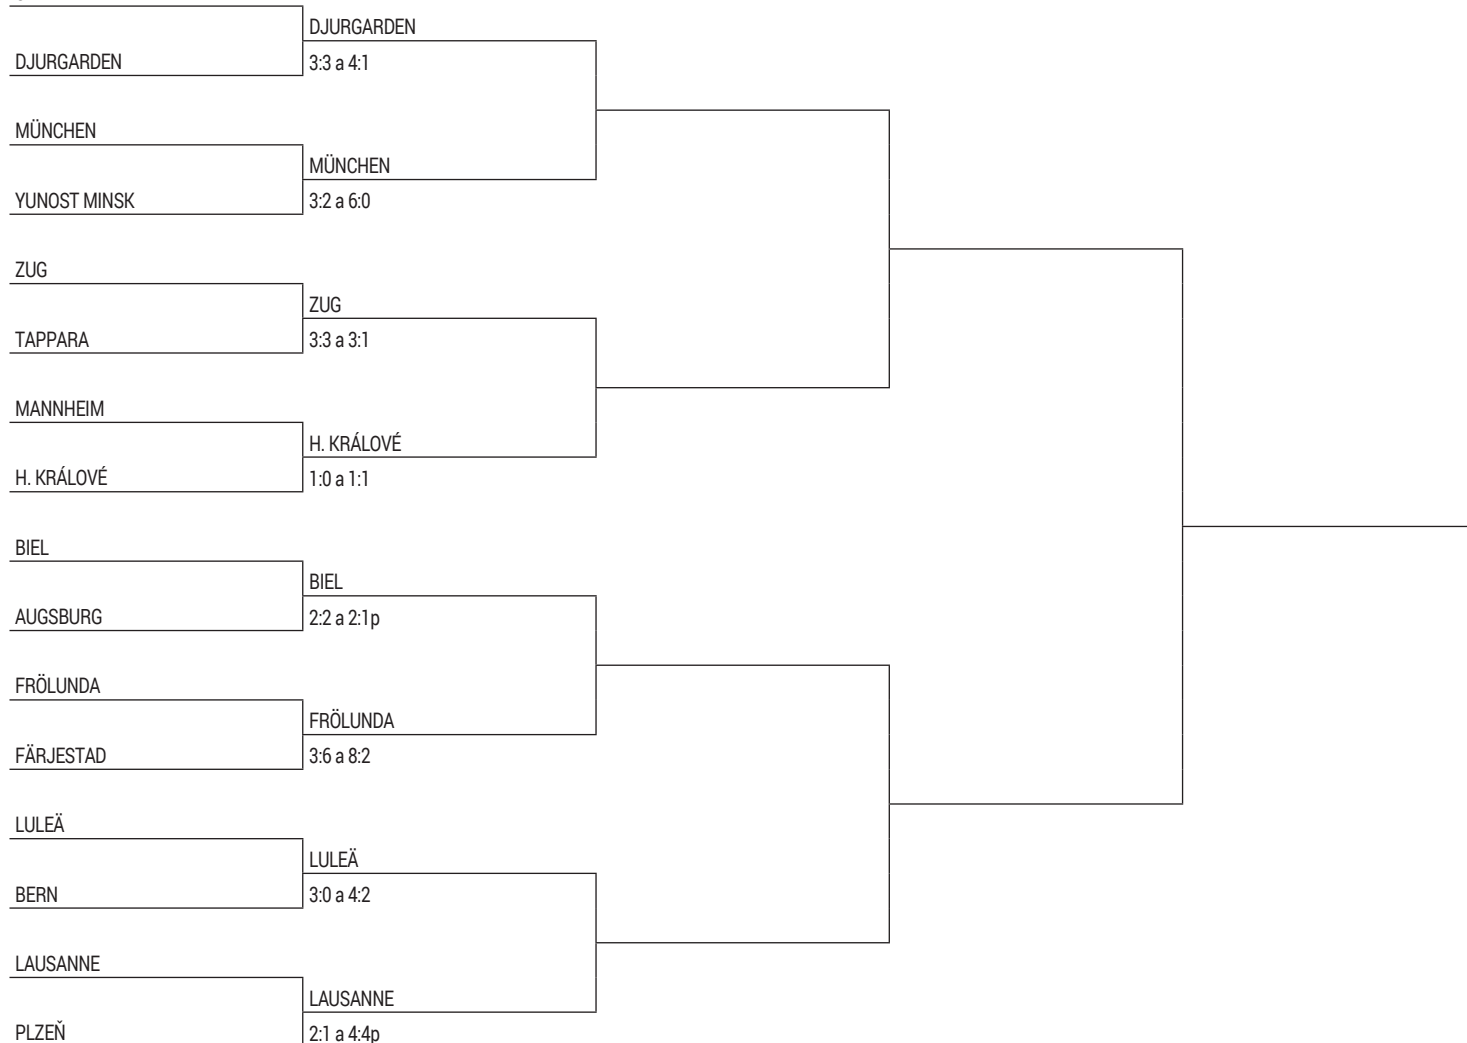 DJURGARDEN
DJURGARDEN
3:3 a 4:1
MÜNCHEN
MÜNCHEN
YUNOST MINSK
3:2 a 6:0
ZUG
ZUG
TAPPARA
3:3 a 3:1
MANNHEIM
H. KRÁLOVÉ
H. KRÁLOVÉ
1:0 a 1:1
BIEL
BIEL
AUGSBURG
2:2 a 2:1p
FRÖLUNDA
FRÖLUNDA
FÄRJESTAD
3:6 a 8:2
LULEÄ
LULEÄ
BERN
3:0 a 4:2
LAUSANNE
LAUSANNE
PLZEŇ
2:1 a 4:4p